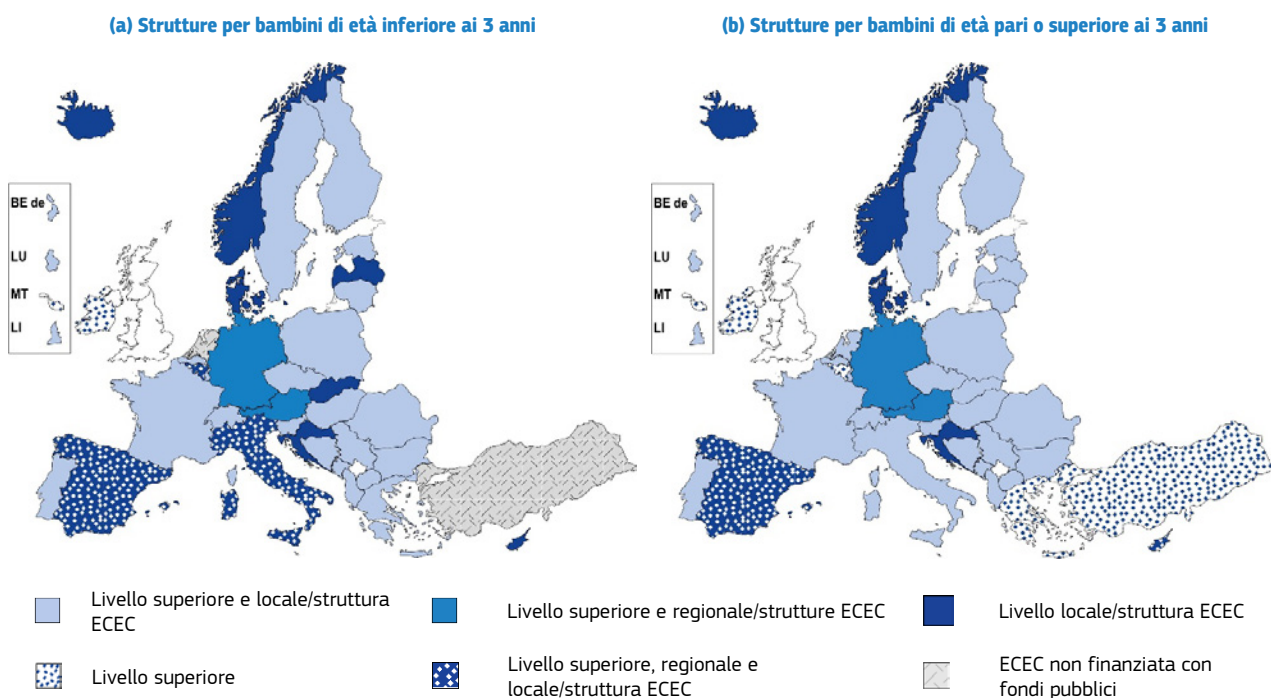 (a) Strutture per bambini di età inferiore ai 3 anni
(b) Strutture per bambini di età pari o superiore ai 3 anni
BE de
LU
MT
LI
BE de
LU
MT
LI
Livello superiore e locale/struttura
ECEC
Livello superiore e regionale/strutture ECEC
Livello locale/struttura ECEC
Livello superiore
Livello superiore, regionale e
locale/struttura ECEC
ECEC non finanziata con
fondi pubblici